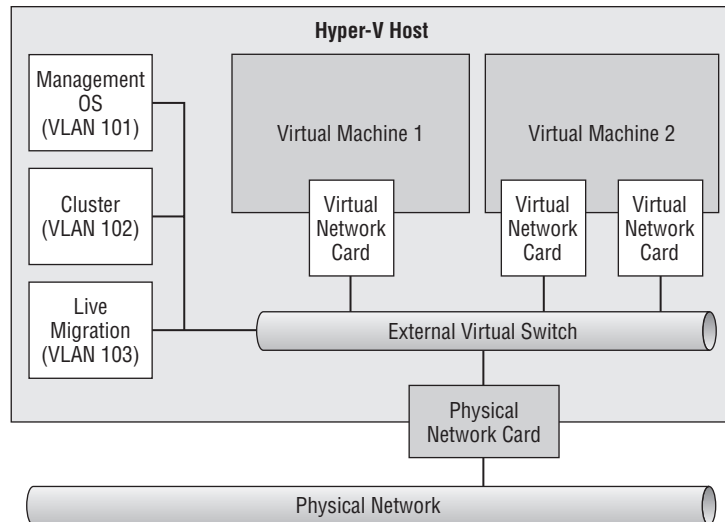 Hyper-V Host
Management
OS
(VLAN 101)
Cluster
(VLAN 102)
Live
Migration
(VLAN 103)
Virtual Machine 1
Virtual Machine 2
Virtual
Network
Card
Virtual
Network
Card
Virtual
Network
Card
External Virtual Switch
Physical
Network Card
Physical Network